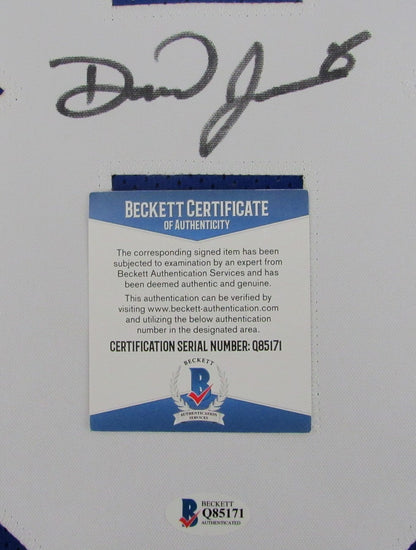 BECKETT CERTIFICATE
OF AUTHENTICITY
The corresponding signed item has been
subjected to examination by an expert from
Beckett Authentication Services and has
been deemed authentic and genuine.
This authentication can be verified by
visiting www.beckett-authentication.com
and utilizing the below authentication
number in the designated area.
CERTIFICATION SERIAL NUMBER: Q85171
BECKETT
B
AUTHENTICATION
SERVICES
B
BECKETT
Q85171
AUTHENTICATED